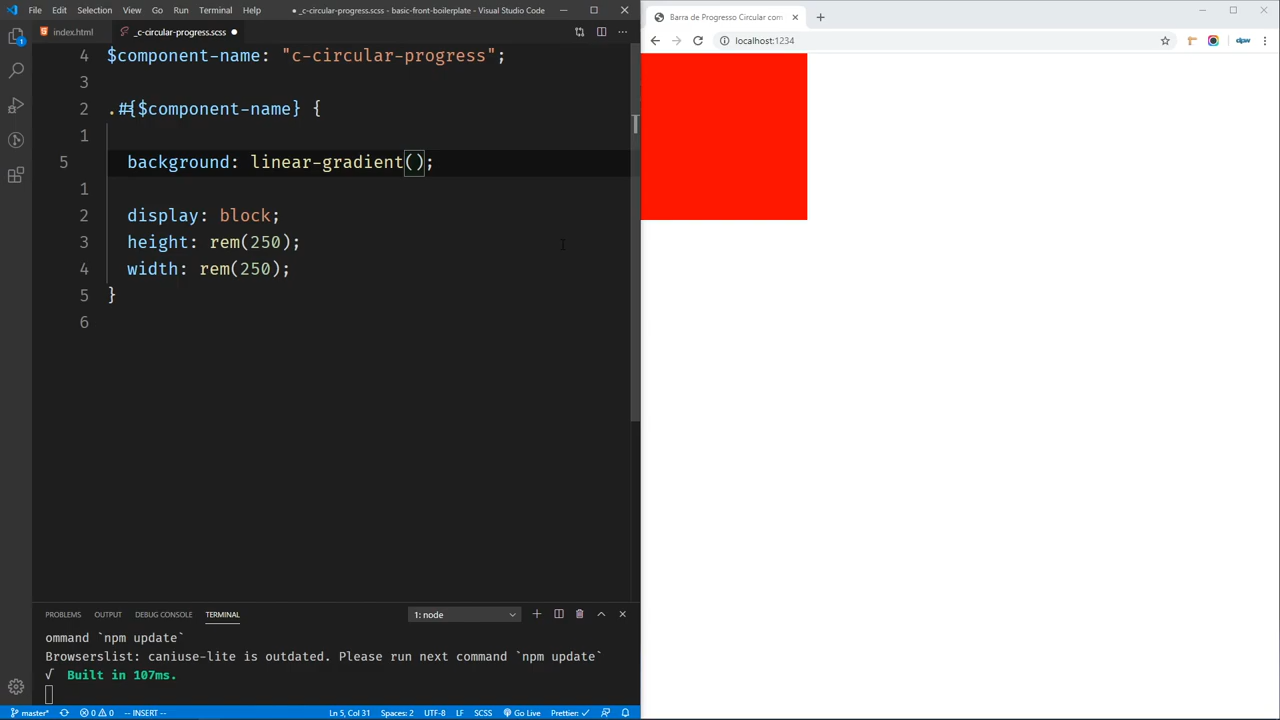 File Edit Selection View Go Run Terminal Help
_c-circular-progress.scss - basic-front-boilerplate - Visual Studio Code
index.html
_c-circular-progress.scss
4 $component-name: "c-circular-progress";
3
2 .#{$component-name} {
1
5 background: linear-gradient();
1
2 display: block;
3 height: rem(250);
4 width: rem(250);
5 }
6
PROBLEMS OUTPUT DEBUG CONSOLE TERMINAL
1: node
ommand `npm update`
Browserslist: caniuse-lite is outdated. Please run next command `npm update`
√ Built in 107ms.
master* 0 0 -- INSERT -- Ln 5, Col 31 Spaces: 2 UTF-8 LF SCSS Go Live Prettier: ✓
Barra de Progresso Circular com
localhost:1234
dpw